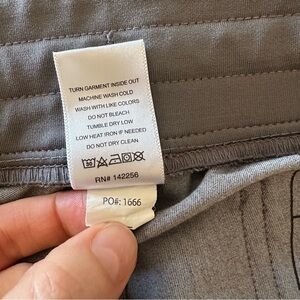 TURN GARMENT INSIDE OUT
MACHINE WASH COLD
WASH WITH LIKE COLORS
DO NOT BLEACH
TUMBLE DRY LOW
LOW HEAT IRON IF NEEDED
DO NOT DRY CLEAN
30
RN# 142256
PO#: 1666